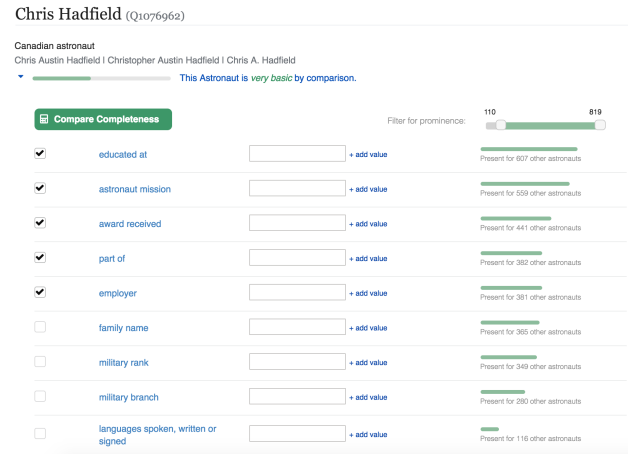 Chris Hadfield (Q1076962)
Canadian astronaut
Chris Austin Hadfield | Christopher Austin Hadfield | Chris A. Hadfield
This Astronaut is very basic by comparison.
Compare Completeness
Filter for prominence:
110 819
educated at + add value
Present for 607 other astronauts
astronaut mission + add value
Present for 559 other astronauts
award received + add value
Present for 441 other astronauts
part of + add value
Present for 382 other astronauts
employer + add value
Present for 381 other astronauts
family name + add value
Present for 365 other astronauts
military rank + add value
Present for 349 other astronauts
military branch + add value
Present for 280 other astronauts
languages spoken, written or
signed
+ add value
Present for 116 other astronauts